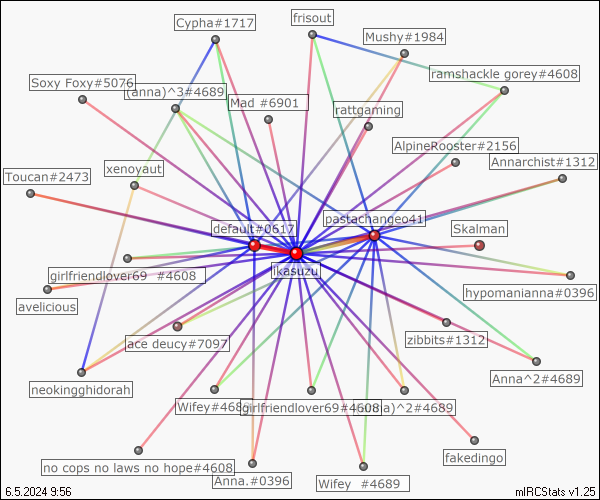 Cypha#1717
frisout
Mushy#1984
ramshackle gorey#4608
Soxy Foxy#5076
(anna)^3#4689
Mad #6901
rattgaming
AlpineRooster#2156
Annarchist#1312
xenoyaut
Toucan#2473
pastachangeo41
default#0617
Skalman
ikasuzu
girlfriendlover69 #4608
hypomanianna#0396
avelicious
zibbits#1312
ace deucy#7097
Anna^2#4689
neokingghidorah
Wifey#4689
girlfriendlover69#4608
)^2#4689
fakedingo
no cops no laws no hope#4608
Anna.#0396
Wifey #4689
6.5.2024 9:56
mIRCStats v1.25